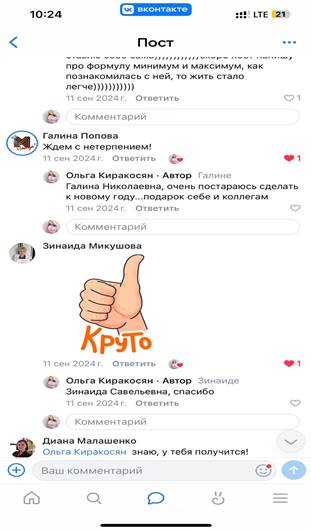 вконтакте
10:24
LTE 21
Пост
про формулу минимум и максимум, как
познакомилась с ней, то жить стало
легче)))))))))))
11 сен 2024 г. Ответить 1
Комментарий
Галина Попова
Ждем с нетерпением!
11 сен 2024 г. Ответить 1
Ольга Киракосян · Автор Галине
Галина Николаевна, очень постараюсь сделать
к новому году...подарок себе и коллегам
11 сен 2024 г. Ответить
Комментарий
Зинаида Микушова
Круто
11 сен 2024 г. Ответить 1
Ольга Киракосян · Автор Зинаиде
Зинаида Савельевна, спасибо
11 сен 2024 г. Ответить
Комментарий
Диана Малашенко
Ольга Киракосян знаю, у тебя получится!
Ваш комментарий